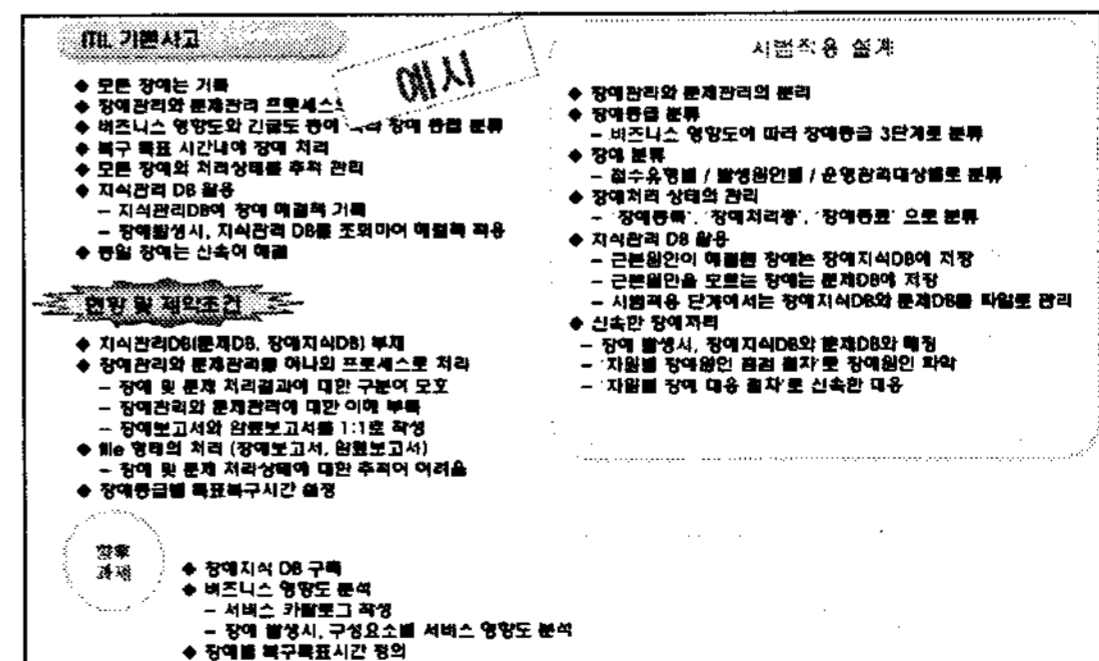 ITIL 기본사고
예시
◆ 모든 장애는 기록
◆ 장애관리와 문제관리 프로세스의
◆ 비즈니스 영향도와 긴급도 등에 따라 장애 등급 분류
◆ 복구 목표 시간내에 장애 처리
◆ 모든 장애의 처리상태를 추적 관리
◆ 지식관리 DB 활용
– 지식관리DB에 장애 해결책 기록
– 장애발생시, 지식관리 DB를 조회하여 해결책 적용
◆ 동일 장애는 신속히 해결
현황 및 제약조건
◆ 지식관리DB(문제DB, 장애지식DB) 부재
◆ 장애관리와 문제관리를 하나의 프로세스로 처리
– 장애 및 문제 처리결과에 대한 구분이 모호
– 장애관리와 문제관리에 대한 이해 부족
– 장애보고서와 완료보고서를 1:1로 작성
◆ file 형태의 처리 (장애보고서, 완료보고서)
– 장애 및 문제 처리상태에 대한 추적이 어려움
◆ 장애등급별 목표복구시간 설정
향후
과제
◆ 장애지식 DB 구축
◆ 비즈니스 영향도 분석
– 서비스 카탈로그 작성
– 장애 발생시, 구성요소별 서비스 영향도 분석
◆ 장애별 복구목표시간 정의
시범적용 설계
◆ 장애관리와 문제관리의 분리
◆ 장애등급 분류
– 비즈니스 영향도에 따라 장애등급 3단계로 분류
◆ 장애 분류
– 접수유형별 / 발생원인별 / 운영관리대상별로 분류
◆ 장애처리 상태의 관리
– '장애등록', '장애처리중', '장애종료' 으로 분류
◆ 지식관리 DB 활용
– 근본원인이 해결된 장애는 장애지식DB에 저장
– 근본원인을 모르는 장애는 문제DB에 저장
– 시범적용 단계에서는 장애지식DB와 문제DB를 파일로 관리
◆ 신속한 장애처리
– 장애 발생시, 장애지식DB와 문제DB와 매칭
– '자원별 장애원인 점검 절차'로 장애원인 파악
– '자원별 장애 대응 절차'로 신속한 대응